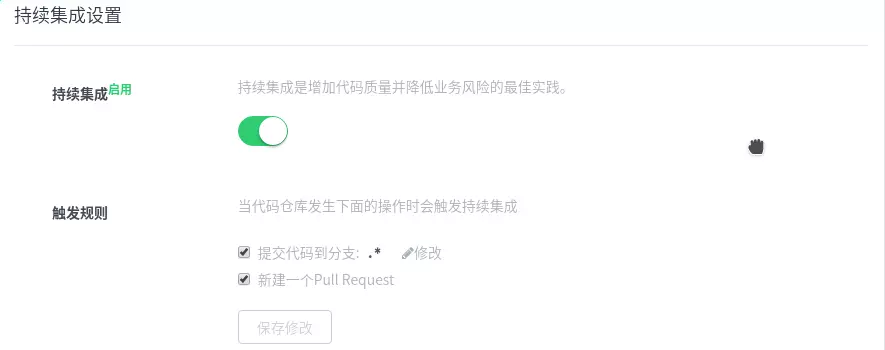 持续集成设置
持续集成启用
持续集成是增加代码质量并降低业务风险的最佳实践。
触发规则
当代码仓库发生下面的操作时会触发持续集成
提交代码到分支: .* 修改
新建一个Pull Request
保存修改